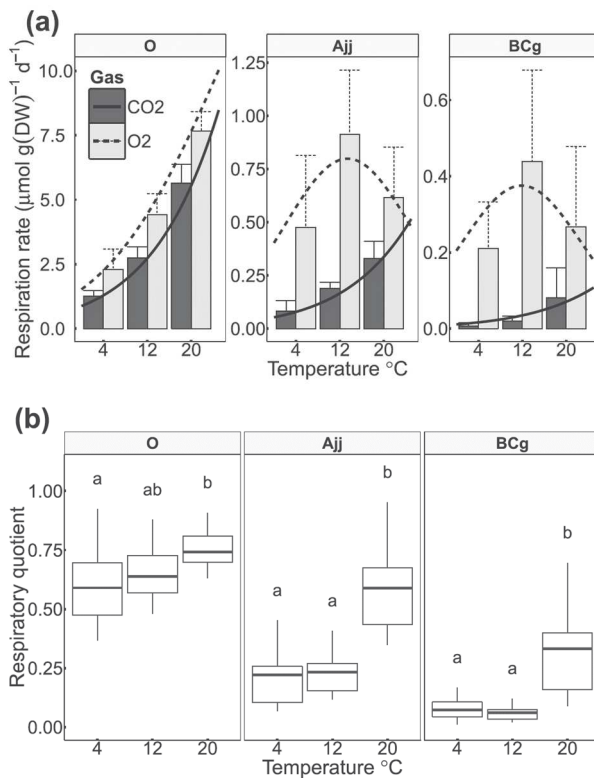 (a)
O
Ajj
BCg
Respiration rate (μmol g(DW)⁻¹ d⁻¹)
10.0
7.5
5.0
2.5
0.0
Gas
CO2
O2
1.25
1.00
0.75
0.50
0.25
0.00
0.6
0.4
0.2
0.0
4 12 20
4 12 20
4 12 20
Temperature °C
(b)
O
Ajj
BCg
Respiratory quotient
1.00
0.75
0.50
0.25
0.00
a ab b
a a b
a a b
4 12 20
4 12 20
4 12 20
Temperature °C